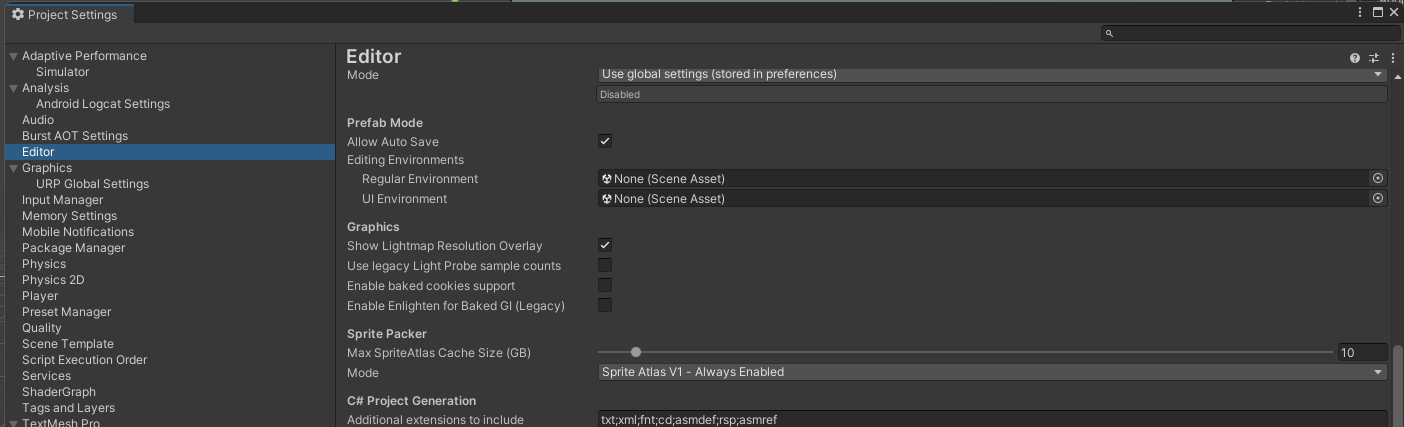 Project Settings
Adaptive Performance
Simulator
Analysis
Android Logcat Settings
Audio
Burst AOT Settings
Editor
Graphics
URP Global Settings
Input Manager
Memory Settings
Mobile Notifications
Package Manager
Physics
Physics 2D
Player
Preset Manager
Quality
Scene Template
Script Execution Order
Services
ShaderGraph
Tags and Layers
TextMesh Pro
Editor
Mode Use global settings (stored in preferences)
Disabled
Prefab Mode
Allow Auto Save
Editing Environments
Regular Environment None (Scene Asset)
UI Environment None (Scene Asset)
Graphics
Show Lightmap Resolution Overlay
Use legacy Light Probe sample counts
Enable baked cookies support
Enable Enlighten for Baked GI (Legacy)
Sprite Packer
Max SpriteAtlas Cache Size (GB) 10
Mode Sprite Atlas V1 - Always Enabled
C# Project Generation
Additional extensions to include txt;xml;fnt;cd;asmdef;rsp;asmref